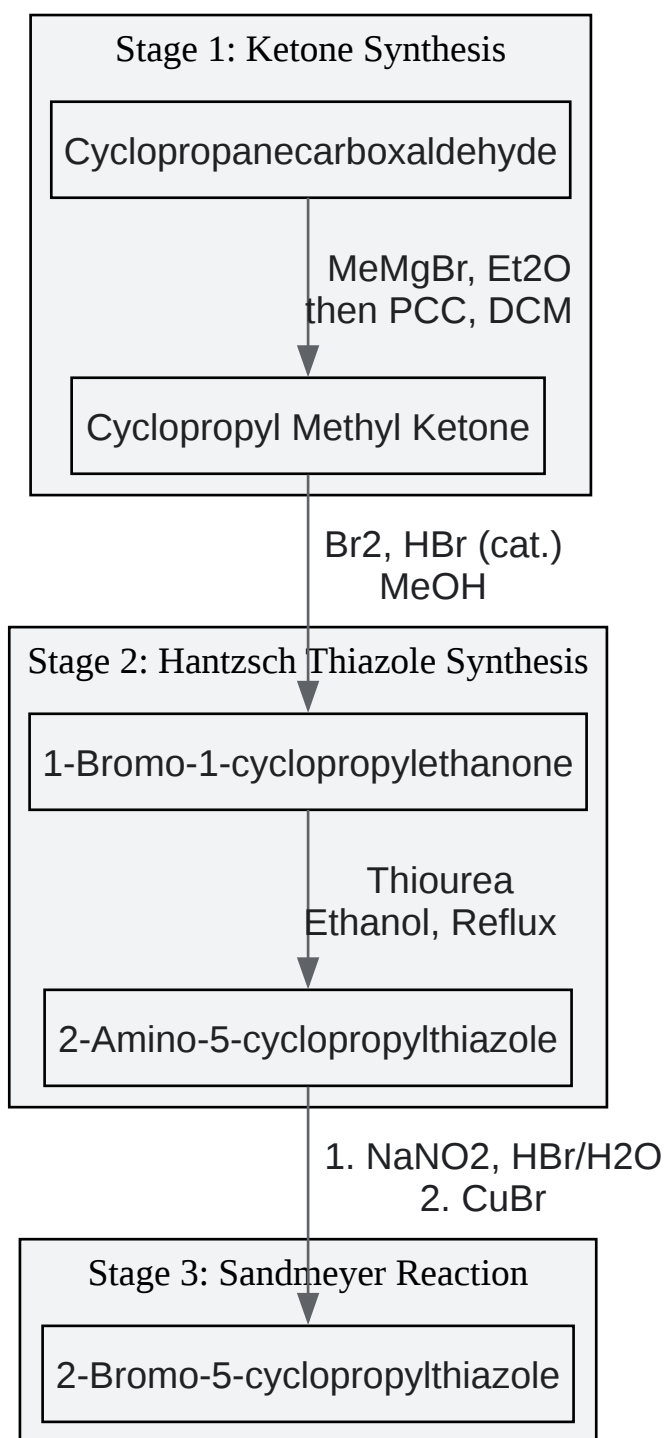 Stage 1: Ketone Synthesis
Cyclopropanecarboxaldehyde
MeMgBr, Et2O
then PCC, DCM
Cyclopropyl Methyl Ketone
Br2, HBr (cat.)
MeOH
Stage 2: Hantzsch Thiazole Synthesis
1-Bromo-1-cyclopropylethanone
Thiourea
Ethanol, Reflux
2-Amino-5-cyclopropylthiazole
1. NaNO2, HBr/H2O
2. CuBr
Stage 3: Sandmeyer Reaction
2-Bromo-5-cyclopropylthiazole